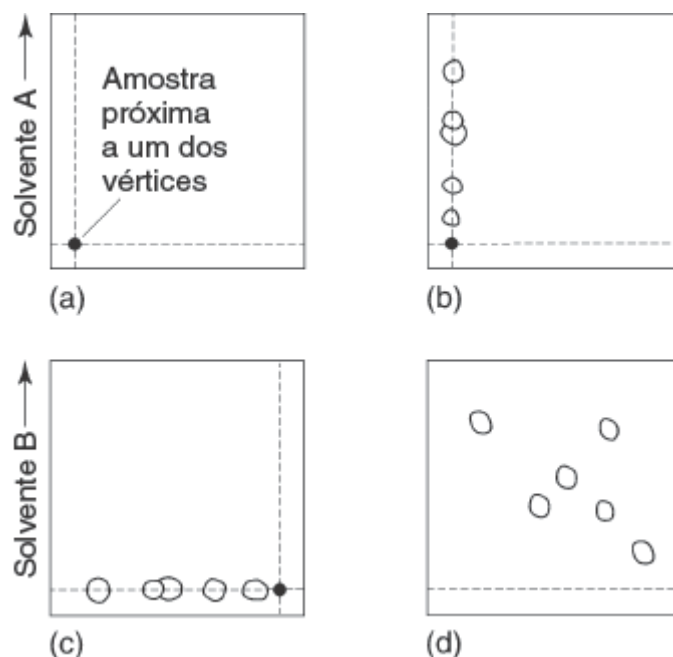 Solvente A
Amostra
próxima
a um dos
vértices
(a)
(b)
Solvente B
(c)
(d)